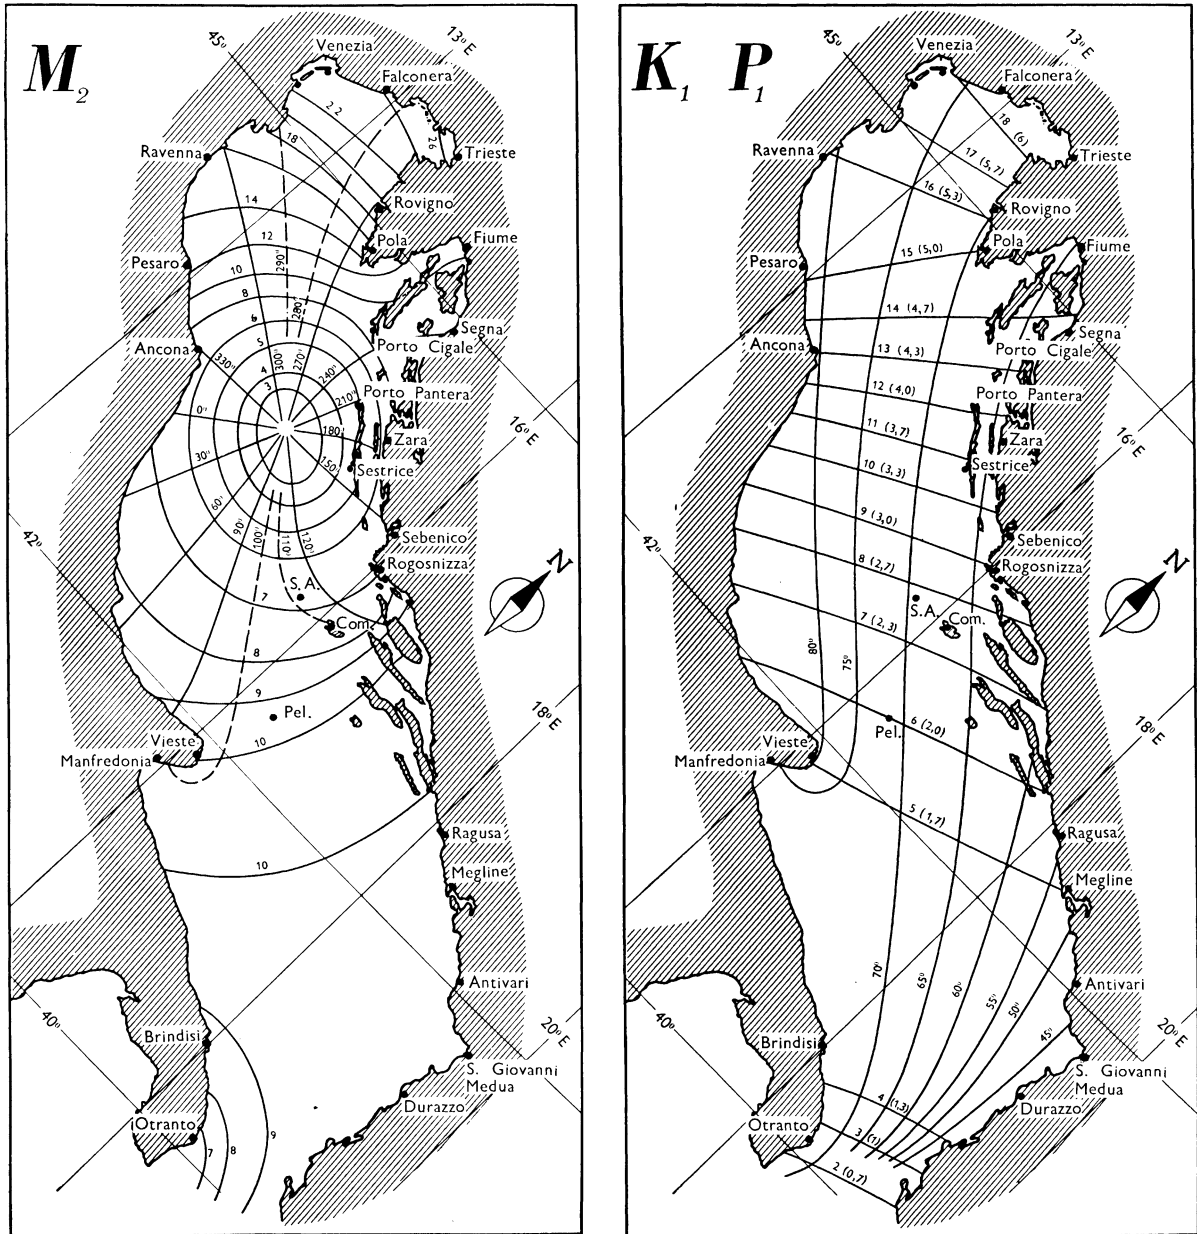 M2
45°
13° E
Venezia
Falconera
22
18
26
Ravenna
Trieste
14
Rovigno
12
Pola
Fiume
Pesaro
10
290°
8
280°
6
Segna
Ancona
5
Porto Cigale
330°
4
300°
270°
240°
3
210°
Porto Pantera
0°
180°
Zara
30°
150°
Sestrice
16° E
60°
90°
100°
110°
120°
Sebenico
42°
Rogosnizza
7
S.A.
N
Com.
8
9
Pel.
10
18° E
Vieste
Manfredonia
Ragusa
10
Megline
Antivari
40°
20° E
Brindisi
S. Giovanni
Medua
Durazzo
Otranto
7
8
9
K1 P1
45°
13° E
Venezia
Falconera
18 (6)
17 (5,7)
Ravenna
Trieste
16 (5,3)
Rovigno
15 (5,0)
Pola
Fiume
Pesaro
14 (4,7)
Segna
Ancona
13 (4,3)
Porto Cigale
12 (4,0)
Porto Pantera
11 (3,7)
Zara
10 (3,3)
Sestrice
16° E
9 (3,0)
Sebenico
42°
8 (2,7)
Rogosnizza
7 (2,3)
S.A.
Com.
N
80°
75°
6 (2,0)
Pel.
18° E
Vieste
Manfredonia
5 (1,7)
Ragusa
Megline
70°
65°
60°
55°
50°
45°
Antivari
40°
20° E
Brindisi
S. Giovanni
Medua
4 (1,3)
Durazzo
Otranto
3 (1)
2 (0,7)